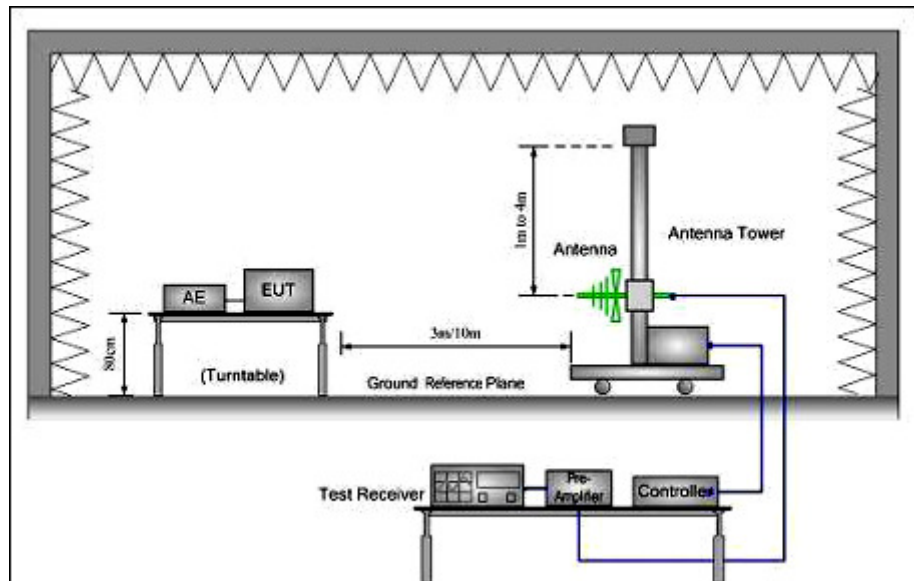 1m to 4m
Antenna
Antenna Tower
AE
EUT
80cm
3m/10m
(Turntable)
Ground Reference Plane
Test Receiver
Pre-
Amplifier
Controller